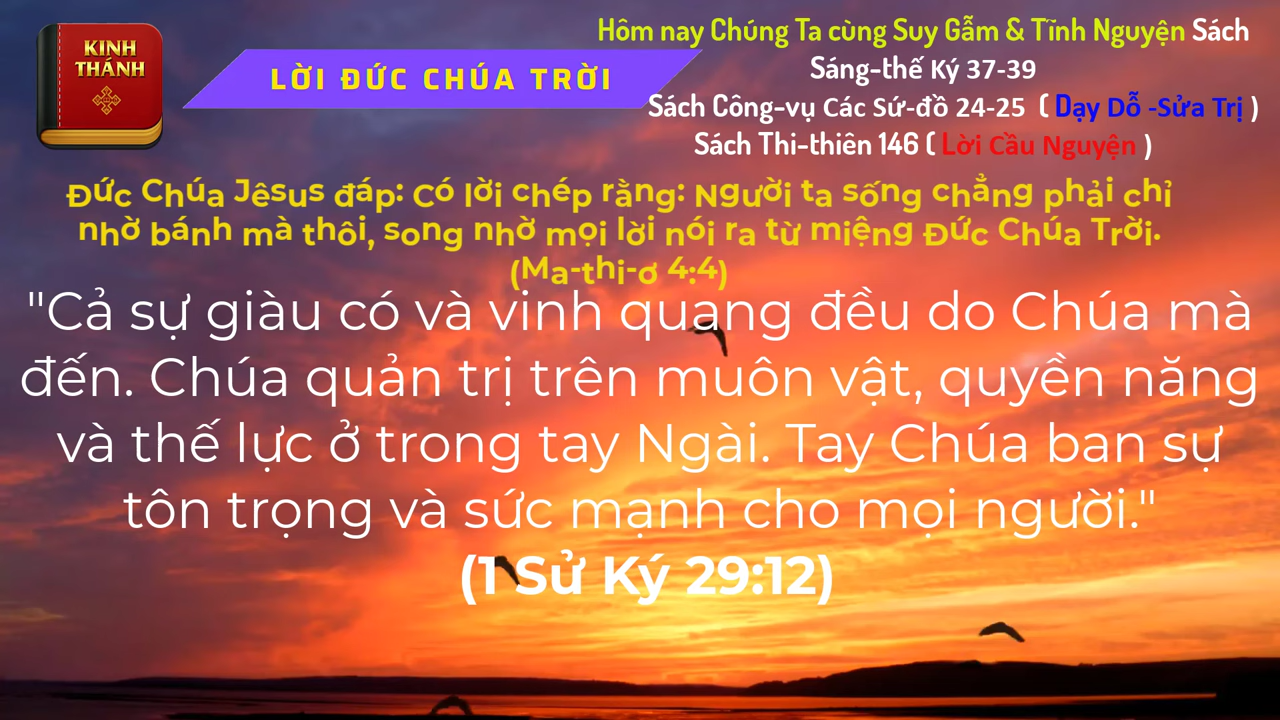 KINH
THÁNH
LỜI ĐỨC CHÚA TRỜI
Hôm nay Chúng Ta cùng Suy Gẫm & Tĩnh Nguyện Sách
Sáng-thế Ký 37-39
Sách Công-vụ Các Sứ-đồ 24-25 ( Dạy Dỗ -Sửa Trị )
Sách Thi-thiên 146 ( Lời Cầu Nguyện )
Đức Chúa Jêsus đáp: Có lời chép rằng: Người ta sống chẳng phải chỉ
nhờ bánh mà thôi, song nhờ mọi lời nói ra từ miệng Đức Chúa Trời.
(Ma-thi-ơ 4:4)
"Cả sự giàu có và vinh quang đều do Chúa mà
đến. Chúa quản trị trên muôn vật, quyền năng
và thế lực ở trong tay Ngài. Tay Chúa ban sự
tôn trọng và sức mạnh cho mọi người."
(1 Sử Ký 29:12)